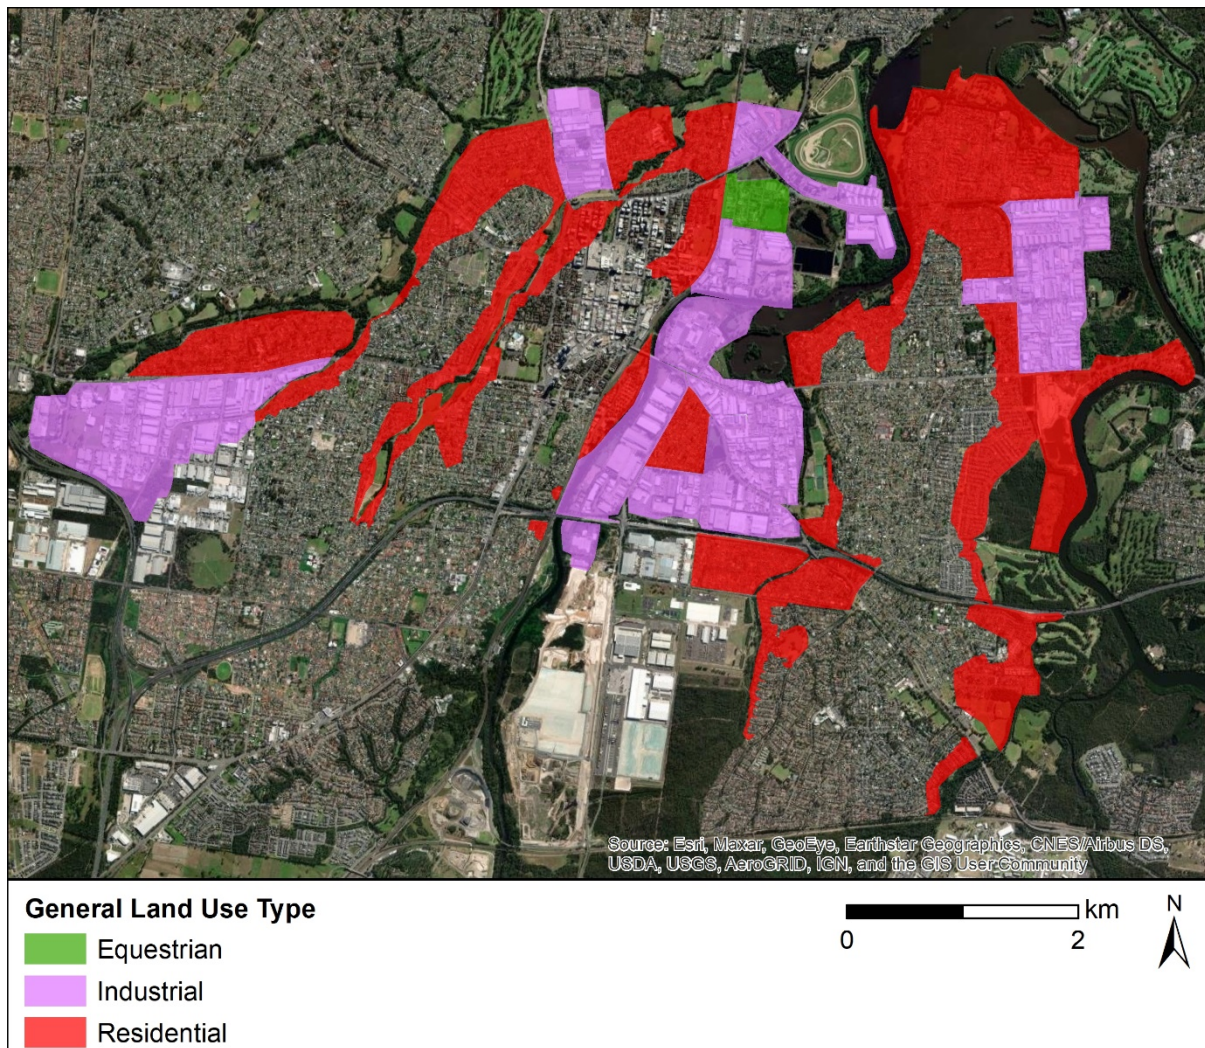 Source: Esri, Maxar, GeoEye, Earthstar Geographics, CNES/Airbus DS,
USDA, USGS, AeroGRID, IGN, and the GIS User Community
General Land Use Type
Equestrian
Industrial
Residential
km
0 2
N